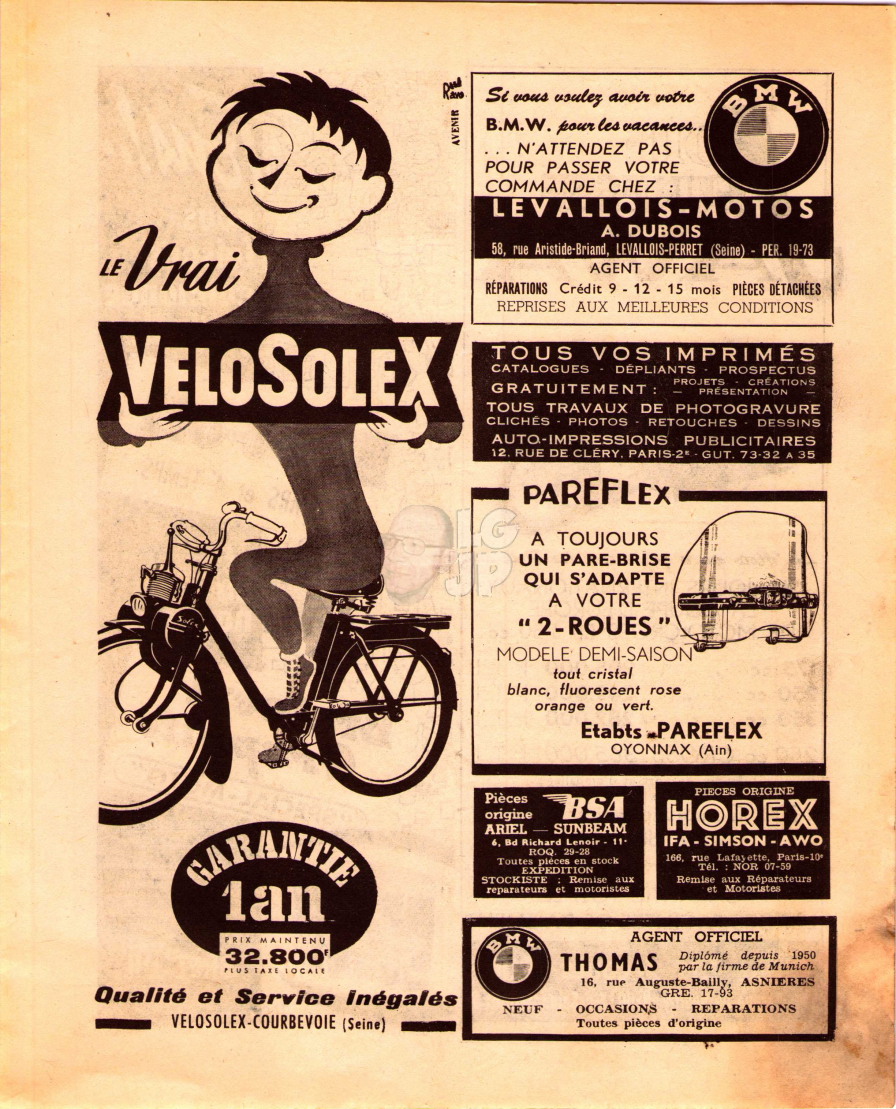 Paul Ravo
AVENIR
LE Vrai
VELOSOLEX
Solex
GARANTIE
1an
PRIX MAINTENU
32.800F
PLUS TAXE LOCALE
Qualité et Service inégalés
VELOSOLEX-COURBEVOIE (Seine)
Si vous voulez avoir votre
B.M.W. pour les vacances..
... N'ATTENDEZ PAS
POUR PASSER VOTRE
COMMANDE CHEZ :
BMW
LEVALLOIS-MOTOS
A. DUBOIS
58, rue Aristide-Briand, LEVALLOIS-PERRET (Seine) - PER. 19-73
AGENT OFFICIEL
RÉPARATIONS Crédit 9 - 12 - 15 mois PIÈCES DÉTACHÉES
REPRISES AUX MEILLEURES CONDITIONS
TOUS VOS IMPRIMÉS
CATALOGUES - DÉPLIANTS - PROSPECTUS
GRATUITEMENT : PROJETS - CRÉATIONS
— PRÉSENTATION —
TOUS TRAVAUX DE PHOTOGRAVURE
CLICHÉS - PHOTOS - RETOUCHES - DESSINS
AUTO-IMPRESSIONS PUBLICITAIRES
12, RUE DE CLÉRY, PARIS-2E - GUT. 73-32 A 35
PAREFLEX
A TOUJOURS
UN PARE-BRISE
QUI S'ADAPTE
A VOTRE
"2-ROUES"
MODELE DEMI-SAISON
tout cristal
blanc, fluorescent rose
orange ou vert.
Etabts PAREFLEX
OYONNAX (Ain)
Pièces origine BSA
ARIEL — SUNBEAM
6, Bd Richard Lenoir - 11e
ROQ. 29-28
Toutes pièces en stock
EXPEDITION
STOCKISTE : Remise aux
reparateurs et motoristes
PIECES ORIGINE
HOREX
IFA - SIMSON - AWO
166, rue Lafayette, Paris-10e
Tél. : NOR 07-59
Remise aux Réparateurs
et Motoristes
BMW
AGENT OFFICIEL
THOMAS Diplômé depuis 1950
par la firme de Munich
16, rue Auguste-Bailly, ASNIERES
GRE. 17-93
NEUF - OCCASIONS - REPARATIONS
Toutes pièces d'origine